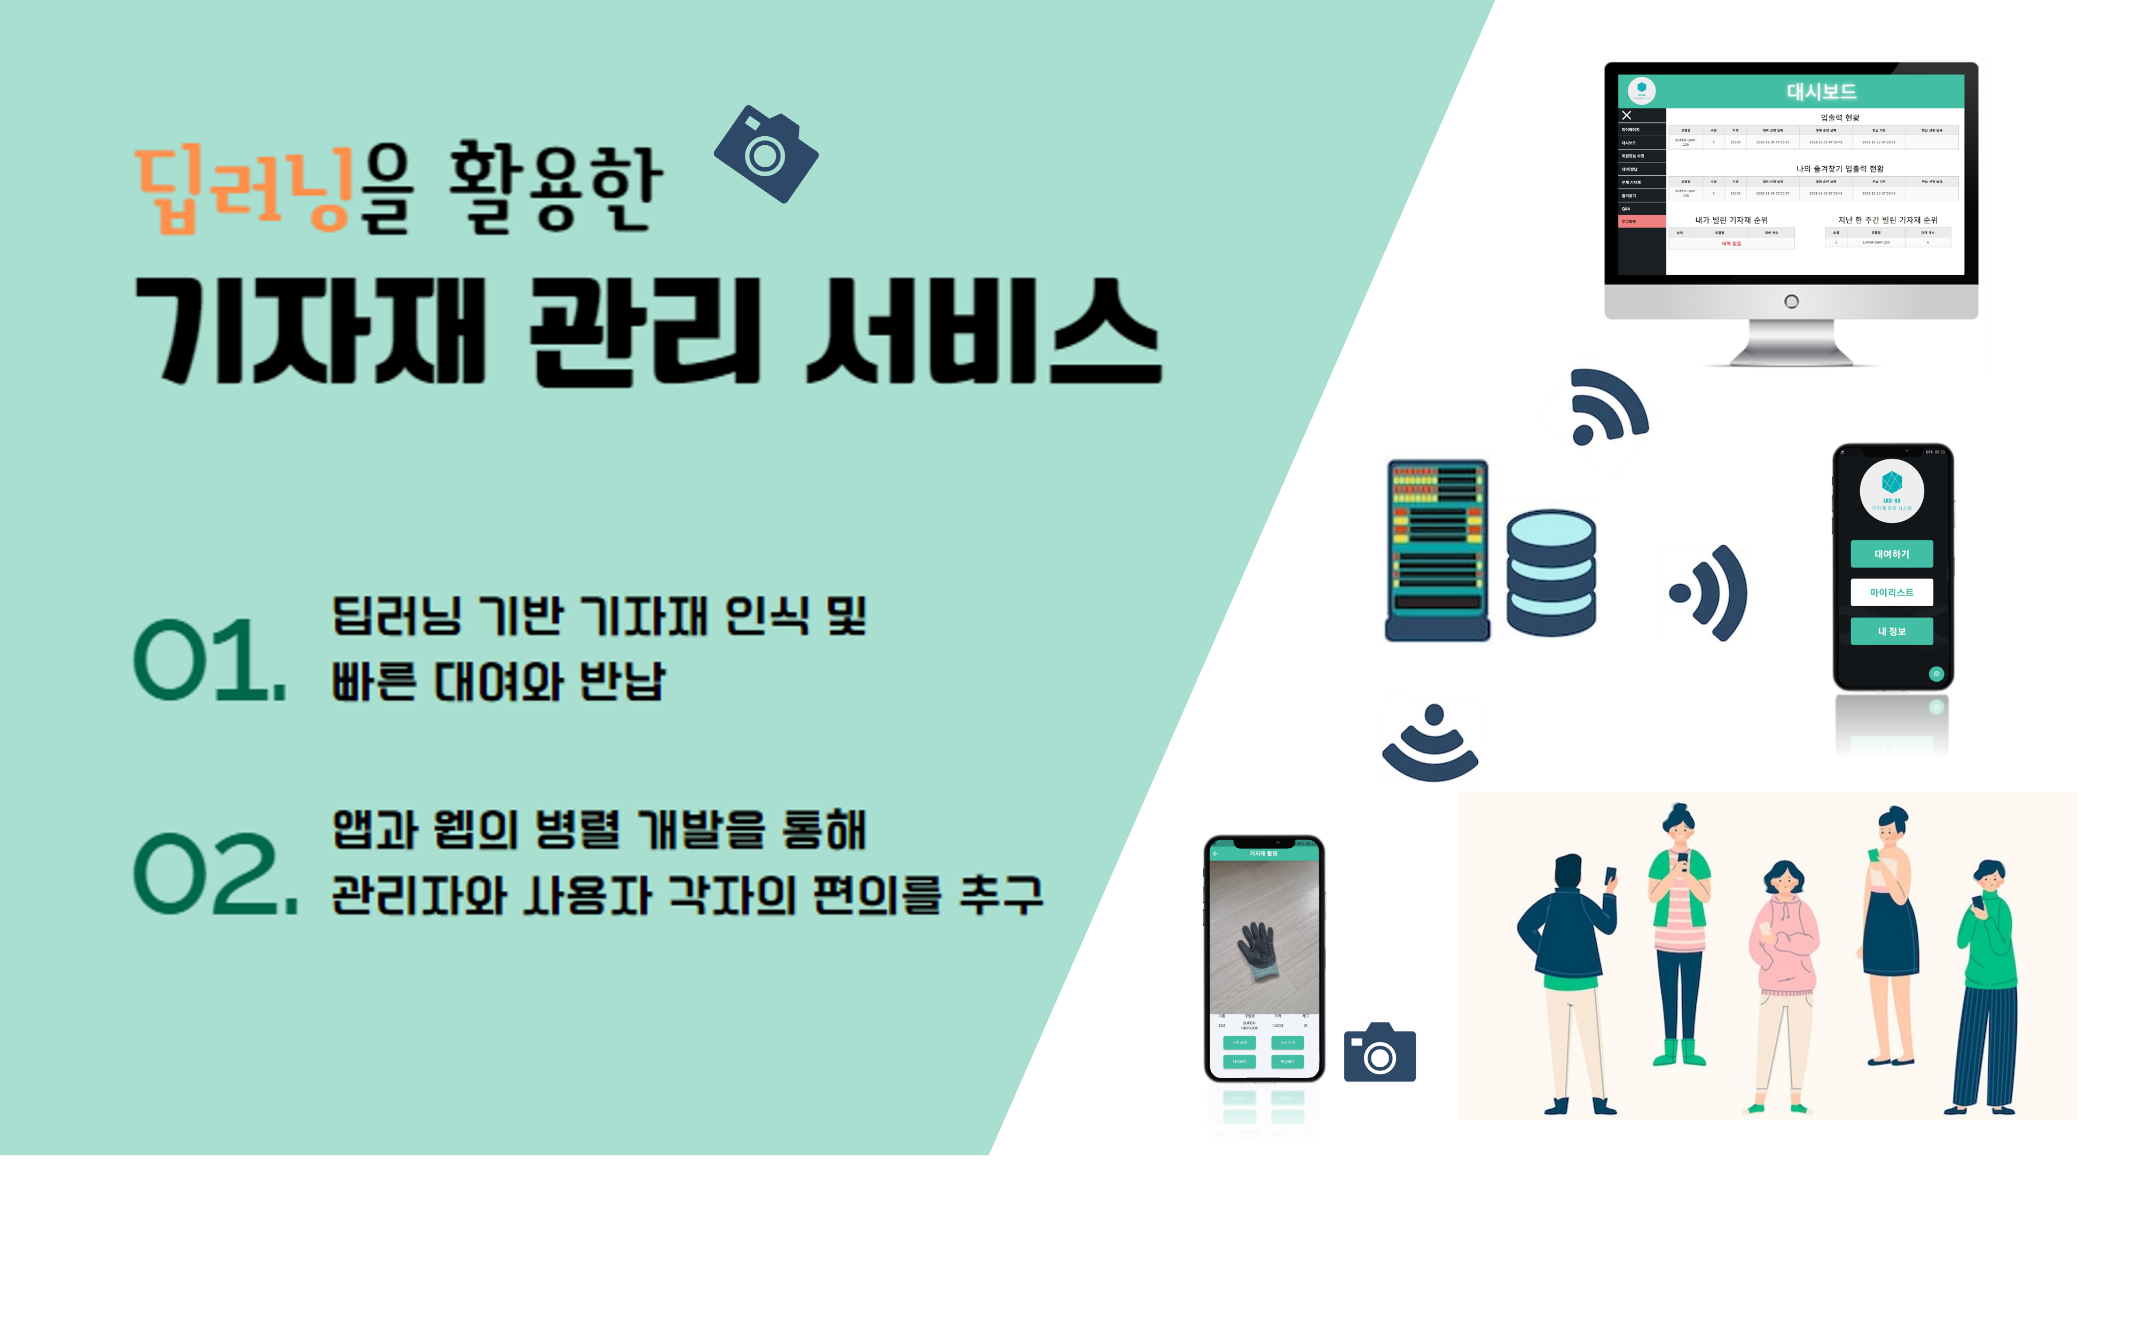 딥러닝을 활용한
기자재 관리 서비스
01.
딥러닝 기반 기자재 인식 및
빠른 대여와 반납
02.
앱과 웹의 병렬 개발을 통해
관리자와 사용자 각자의 편의를 추구
대시보드
입출력 현황
나의 즐겨찾기 입출력 현황
내가 빌린 기자재 순위
지난 한 주간 빌린 기자재 순위
내역 없음
Q&A
대여하기
마이리스트
내 정보
기자재 촬영